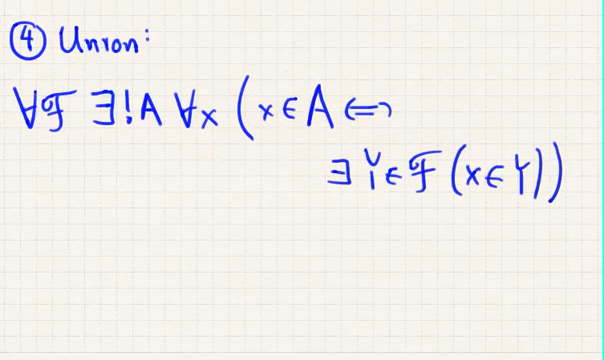 ④ Union:
∀ℱ ∃!A ∀x (x∈A ⇔
∃Y∈ℱ (x∈Y))